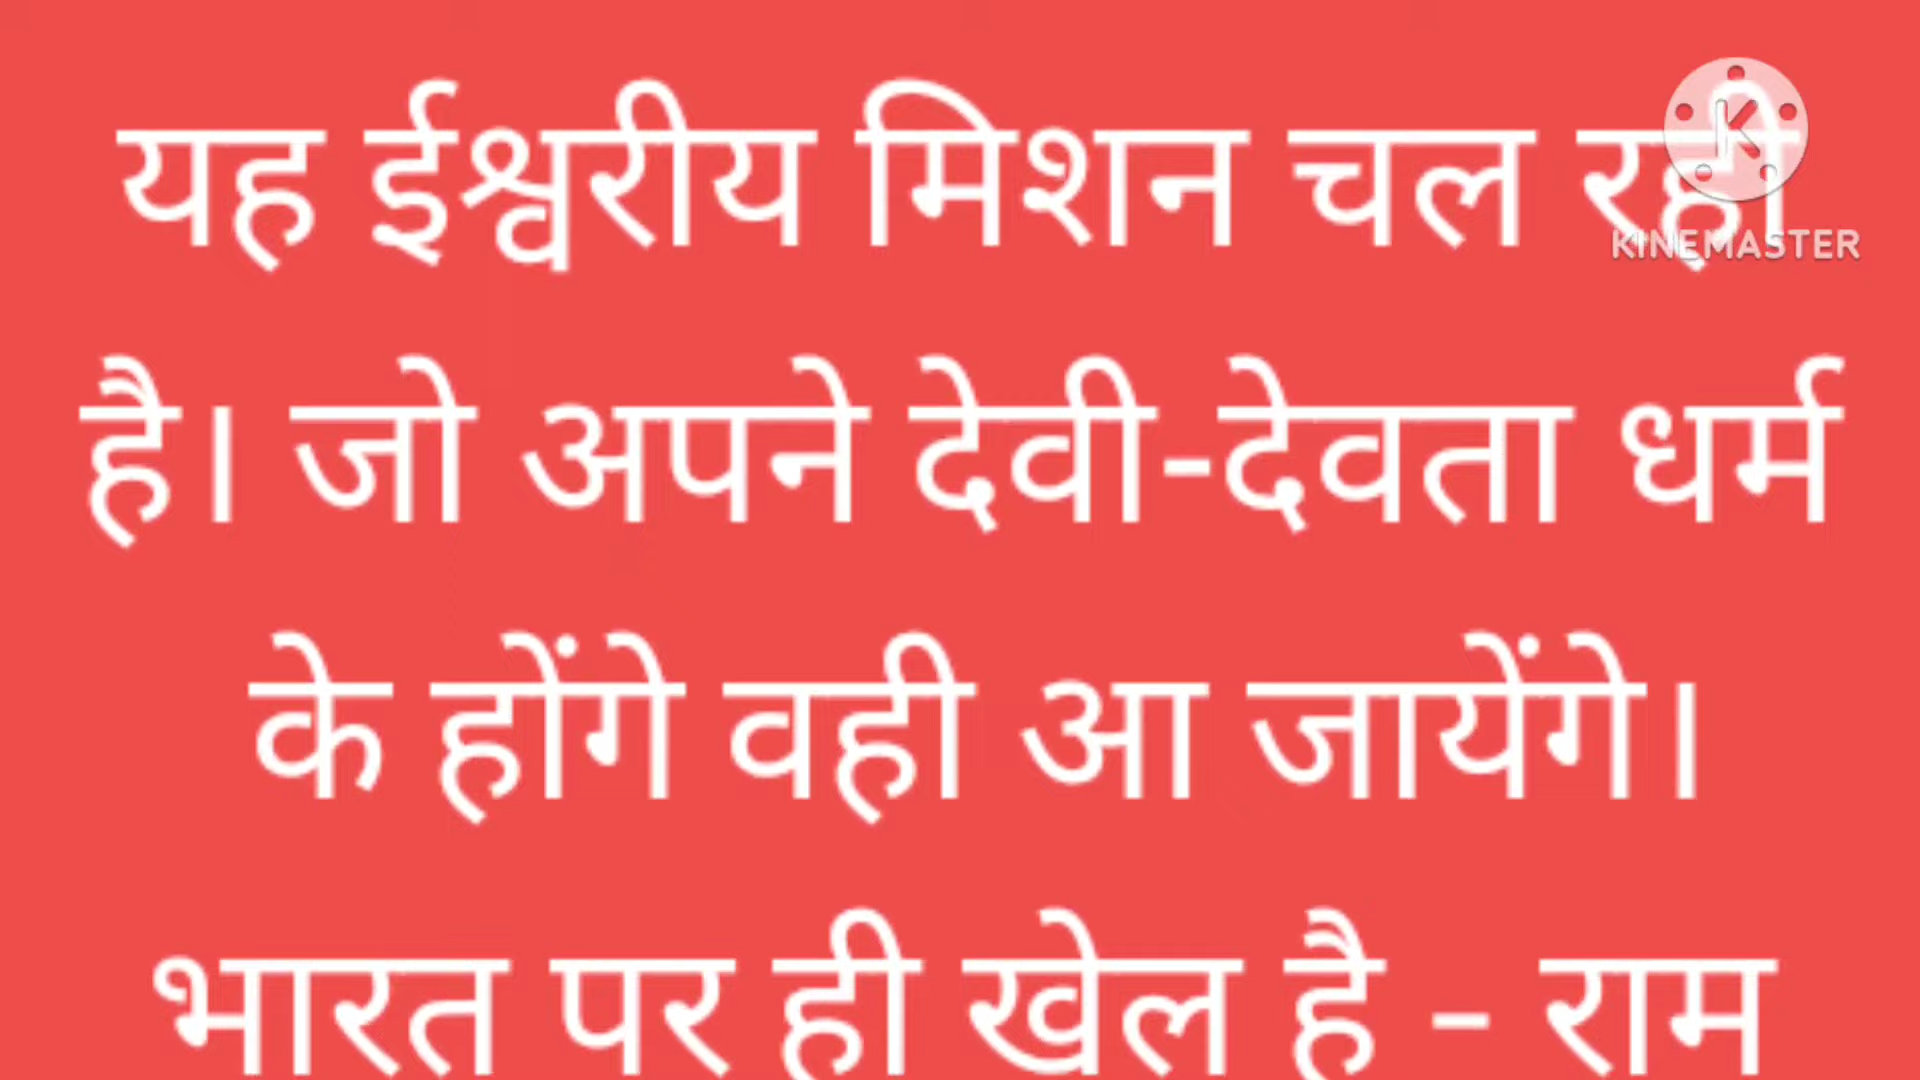 यह ईश्वरीय मिशन चल रही
KINEMASTER
है। जो अपने देवी-देवता धर्म
के होंगे वही आ जायेंगे।
भारत पर ही खेल है - राम